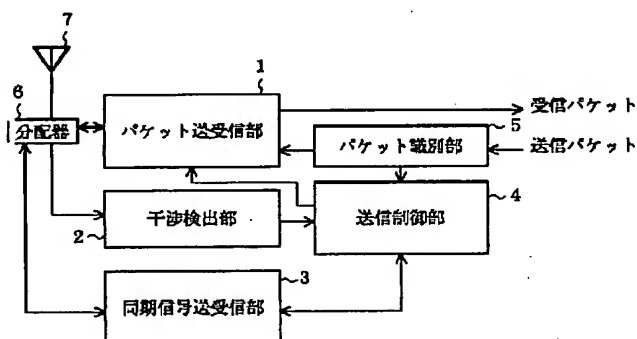 7
6
1
分配器
パケット送受信部
受信パケット
5
パケット識別部
送信パケット
干渉検出部
2
送信制御部
4
3
同期信号送受信部